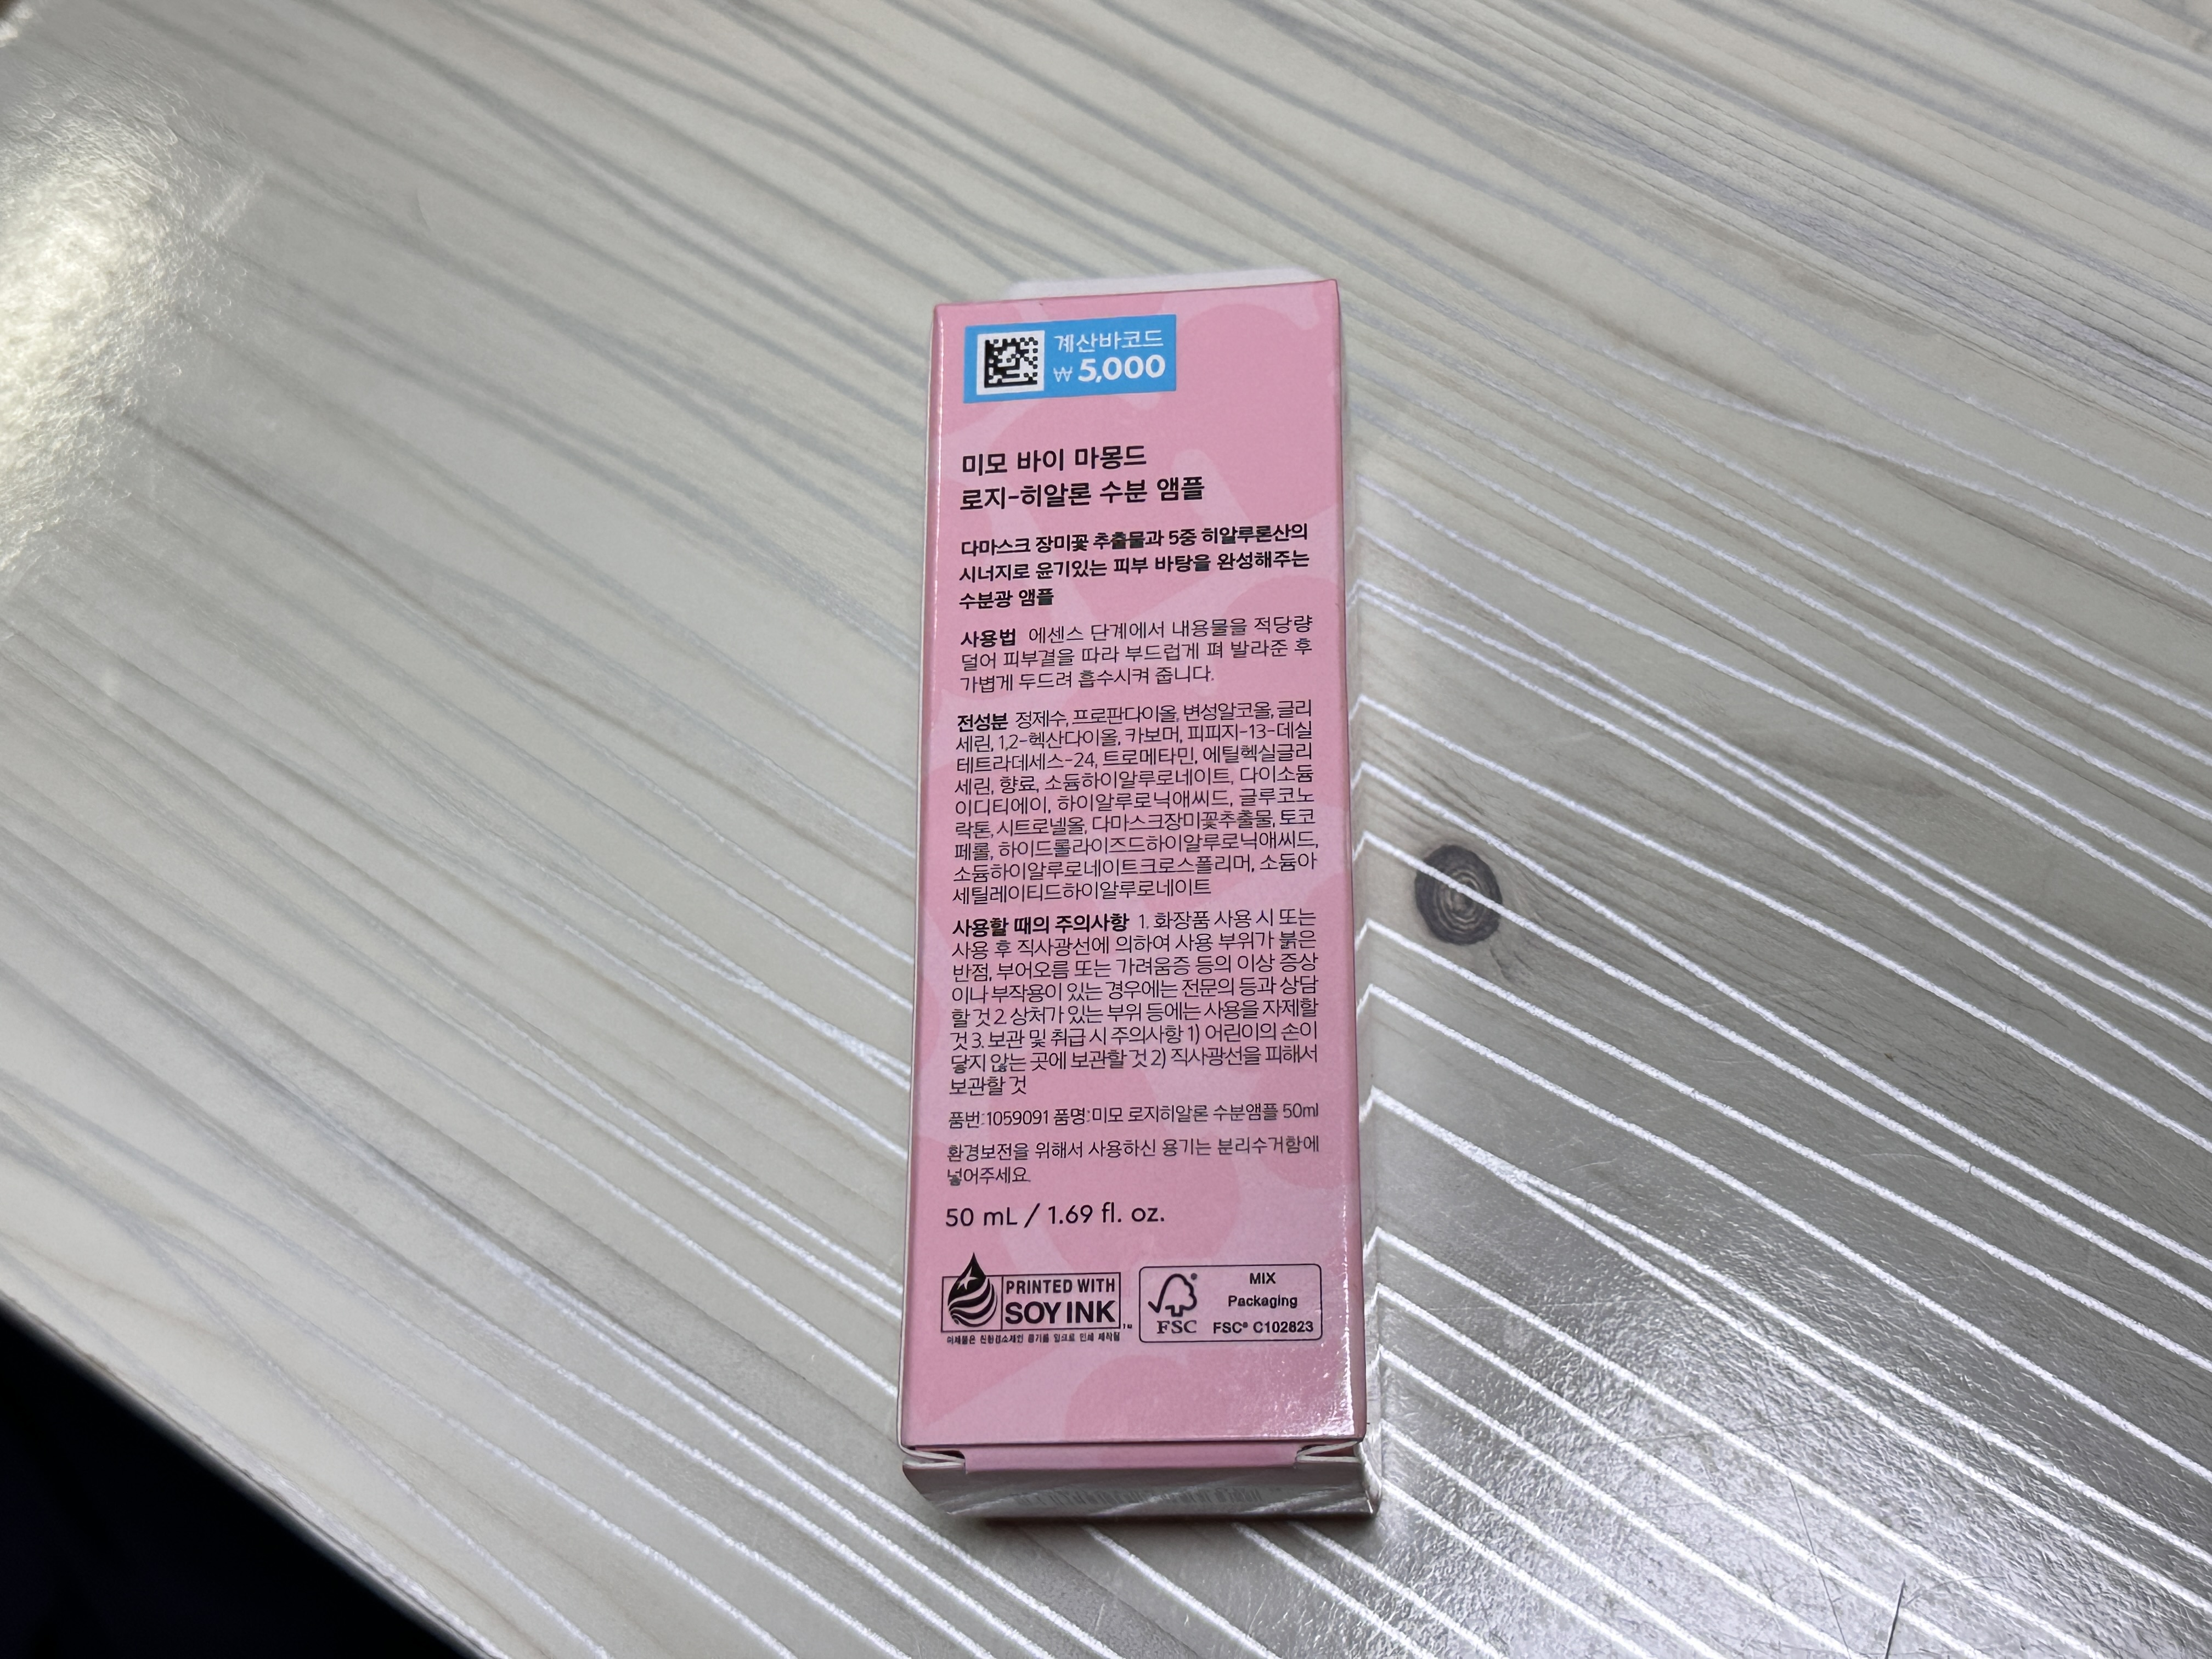 계산바코드
₩ 5,000
미모 바이 마몽드
로지-히알론 수분 앰플
다마스크 장미꽃 추출물과 5중 히알루론산의
시너지로 윤기있는 피부 바탕을 완성해주는
수분광 앰플
사용법 에센스 단계에서 내용물을 적당량
덜어 피부결을 따라 부드럽게 펴 발라준 후
가볍게 두드려 흡수시켜 줍니다.
전성분 정제수, 프로판다이올, 변성알코올, 글리
세린, 1,2-헥산다이올, 카보머, 피피지-13-데실
테트라데세스-24, 트로메타민, 에틸헥실글리
세린, 향료, 소듐하이알루로네이트, 다이소듐
이디티에이, 하이알루로닉애씨드, 글루코노
락톤, 시트로넬올, 다마스크장미꽃추출물, 토코
페롤, 하이드롤라이즈드하이알루로닉애씨드,
소듐하이알루로네이트크로스폴리머, 소듐아
세틸레이티드하이알루로네이트
사용할 때의 주의사항 1. 화장품 사용 시 또는
사용 후 직사광선에 의하여 사용 부위가 붉은
반점, 부어오름 또는 가려움증 등의 이상 증상
이나 부작용이 있는 경우에는 전문의 등과 상담
할 것 2. 상처가 있는 부위 등에는 사용을 자제할
것 3. 보관 및 취급 시 주의사항 1) 어린이의 손이
닿지 않는 곳에 보관할 것 2) 직사광선을 피해서
보관할 것
품번:1059091 품명:미모 로지히알론 수분앰플 50ml
환경보전을 위해서 사용하신 용기는 분리수거함에
넣어주세요.
50 mL / 1.69 fl. oz.
PRINTED WITH
SOY INK™
이제품은 친환경소재인 콩기름 잉크로 인쇄 제작됨
FSC
MIX
Packaging
FSC® C102823